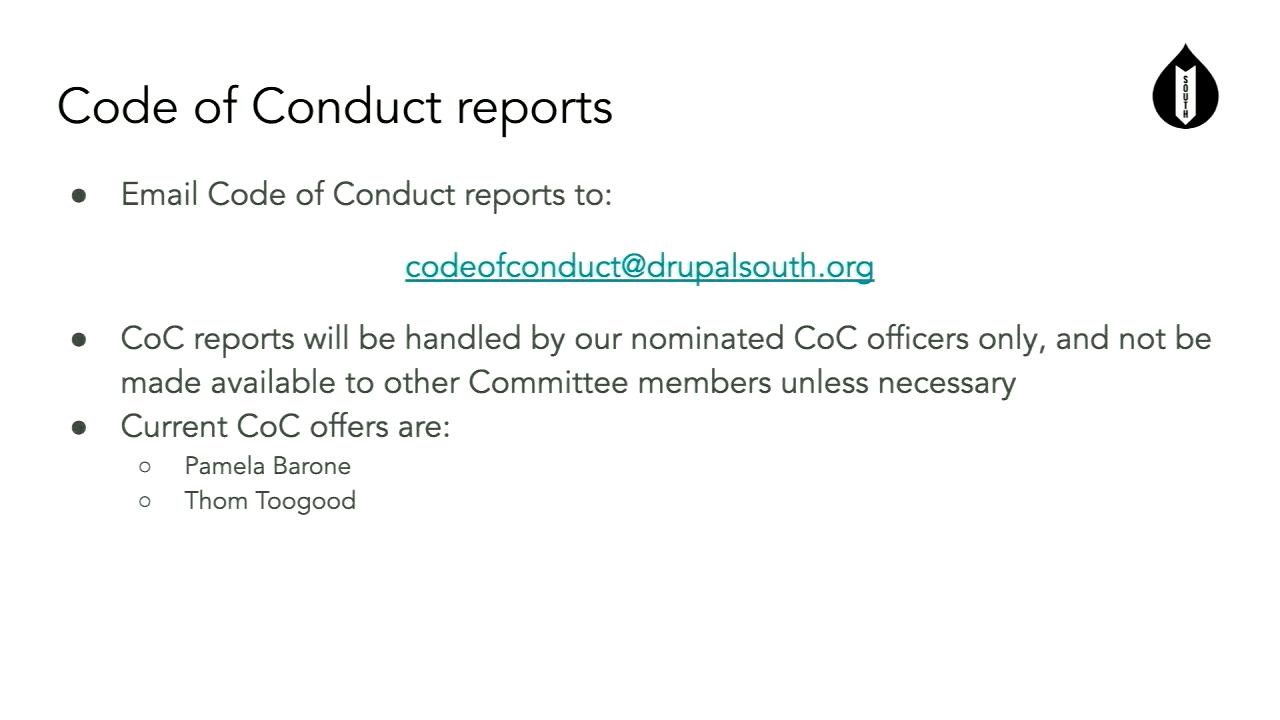 Code of Conduct reports
SOUTH
● Email Code of Conduct reports to:
codeofconduct@drupalsouth.org
● CoC reports will be handled by our nominated CoC officers only, and not be
made available to other Committee members unless necessary
● Current CoC offers are:
○ Pamela Barone
○ Thom Toogood